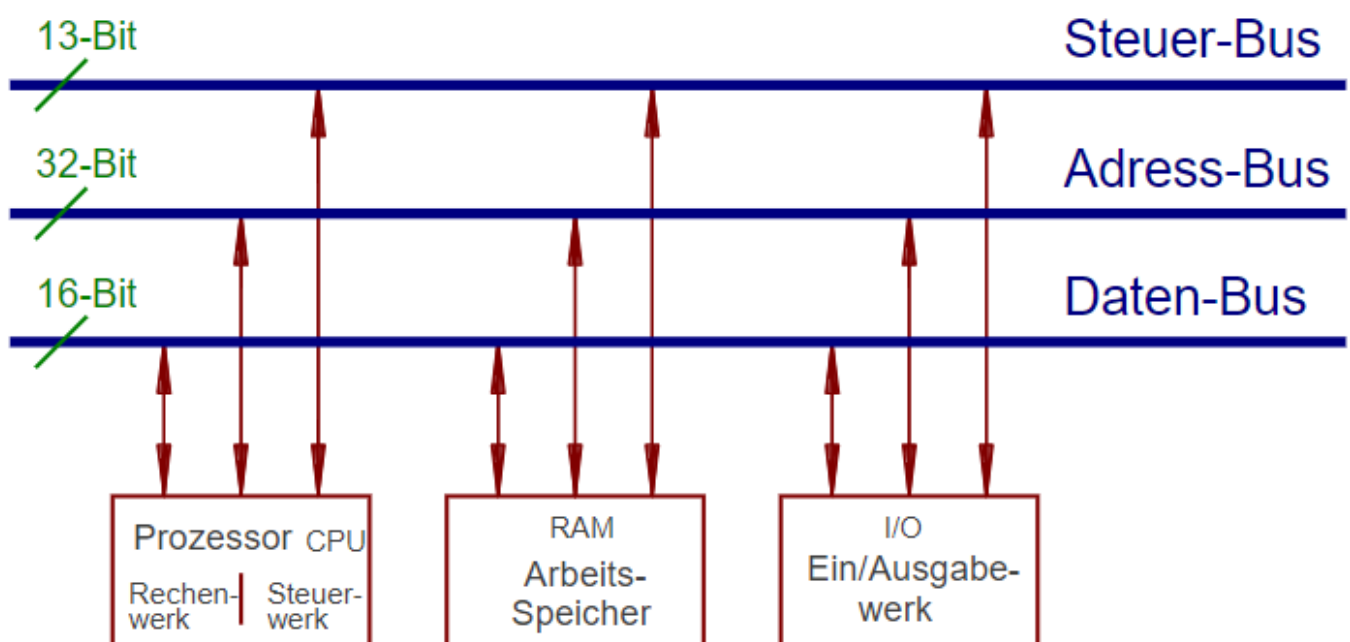 13-Bit
Steuer-Bus
32-Bit
Adress-Bus
16-Bit
Daten-Bus
Prozessor CPU
Rechen-
werk
Steuer-
werk
RAM
Arbeits-
Speicher
I/O
Ein/Ausgabe-
werk